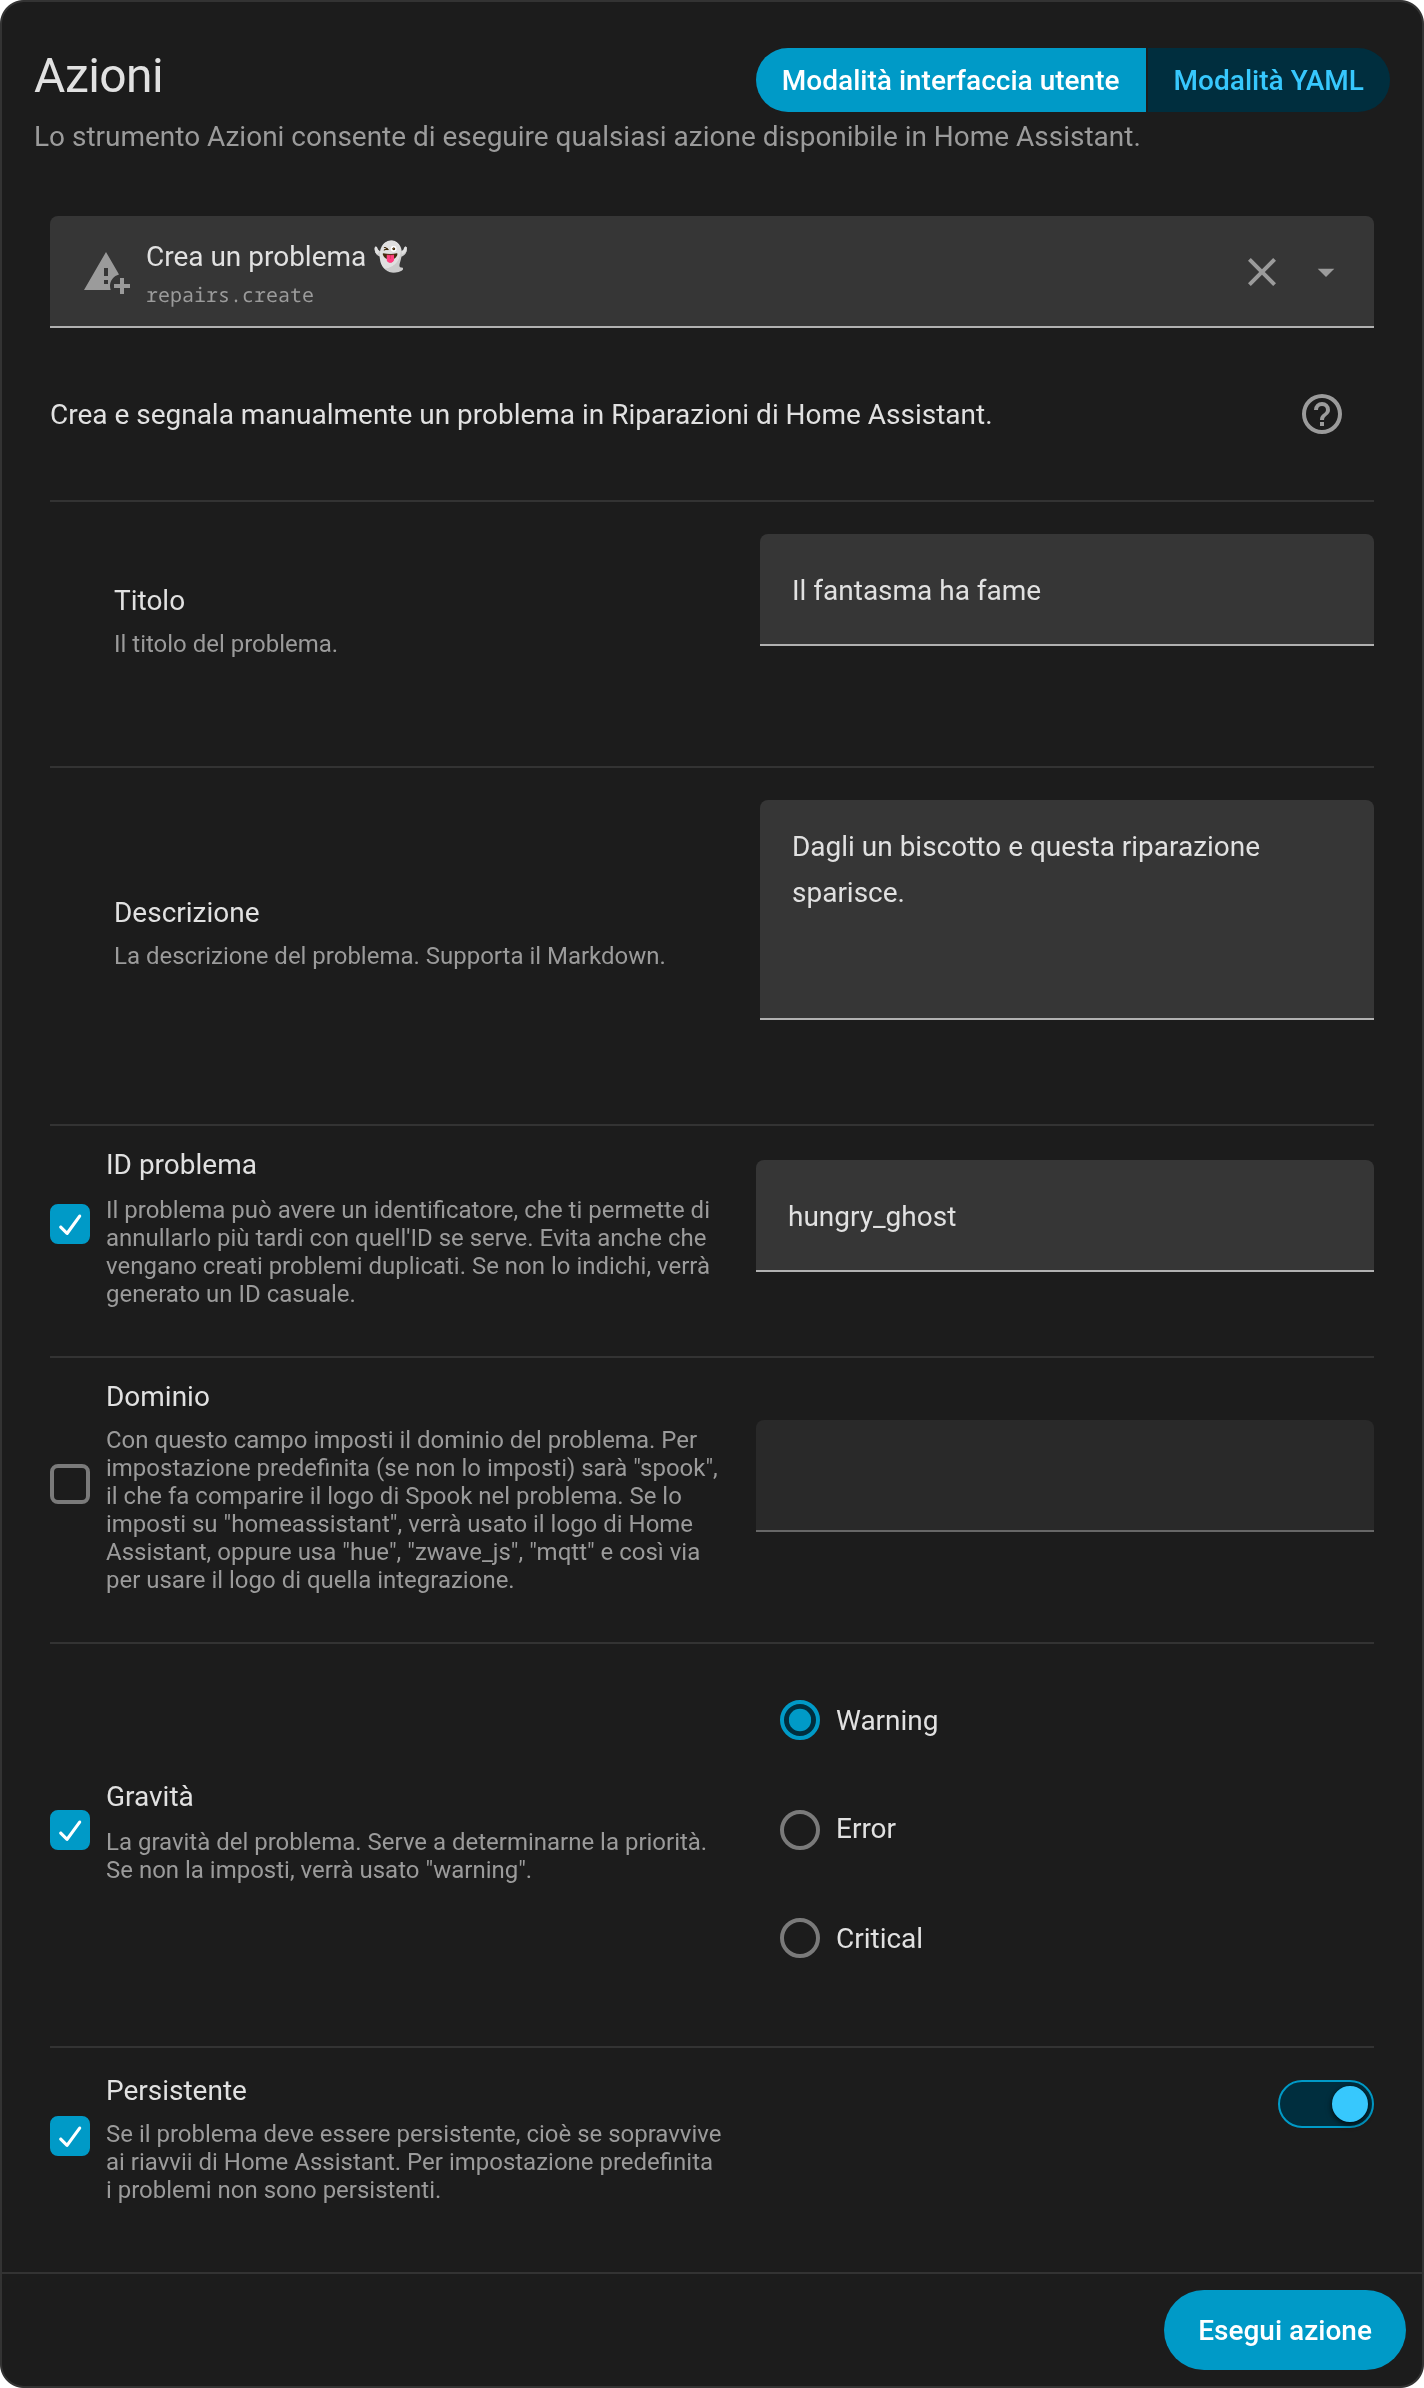 Azioni
Modalità interfaccia utente
Modalità YAML
Lo strumento Azioni consente di eseguire qualsiasi azione disponibile in Home Assistant.
Crea un problema 👻
repairs.create
Crea e segnala manualmente un problema in Riparazioni di Home Assistant.
Titolo
Il titolo del problema.
Il fantasma ha fame
Descrizione
La descrizione del problema. Supporta il Markdown.
Dagli un biscotto e questa riparazione
sparisce.
ID problema
Il problema può avere un identificatore, che ti permette di
annullarlo più tardi con quell'ID se serve. Evita anche che
vengano creati problemi duplicati. Se non lo indichi, verrà
generato un ID casuale.
hungry_ghost
Dominio
Con questo campo imposti il dominio del problema. Per
impostazione predefinita (se non lo imposti) sarà "spook",
il che fa comparire il logo di Spook nel problema. Se lo
imposti su "homeassistant", verrà usato il logo di Home
Assistant, oppure usa "hue", "zwave_js", "mqtt" e così via
per usare il logo di quella integrazione.
Gravità
La gravità del problema. Serve a determinarne la priorità.
Se non la imposti, verrà usato "warning".
Warning
Error
Critical
Persistente
Se il problema deve essere persistente, cioè se sopravvive
ai riavvii di Home Assistant. Per impostazione predefinita
i problemi non sono persistenti.
Esegui azione